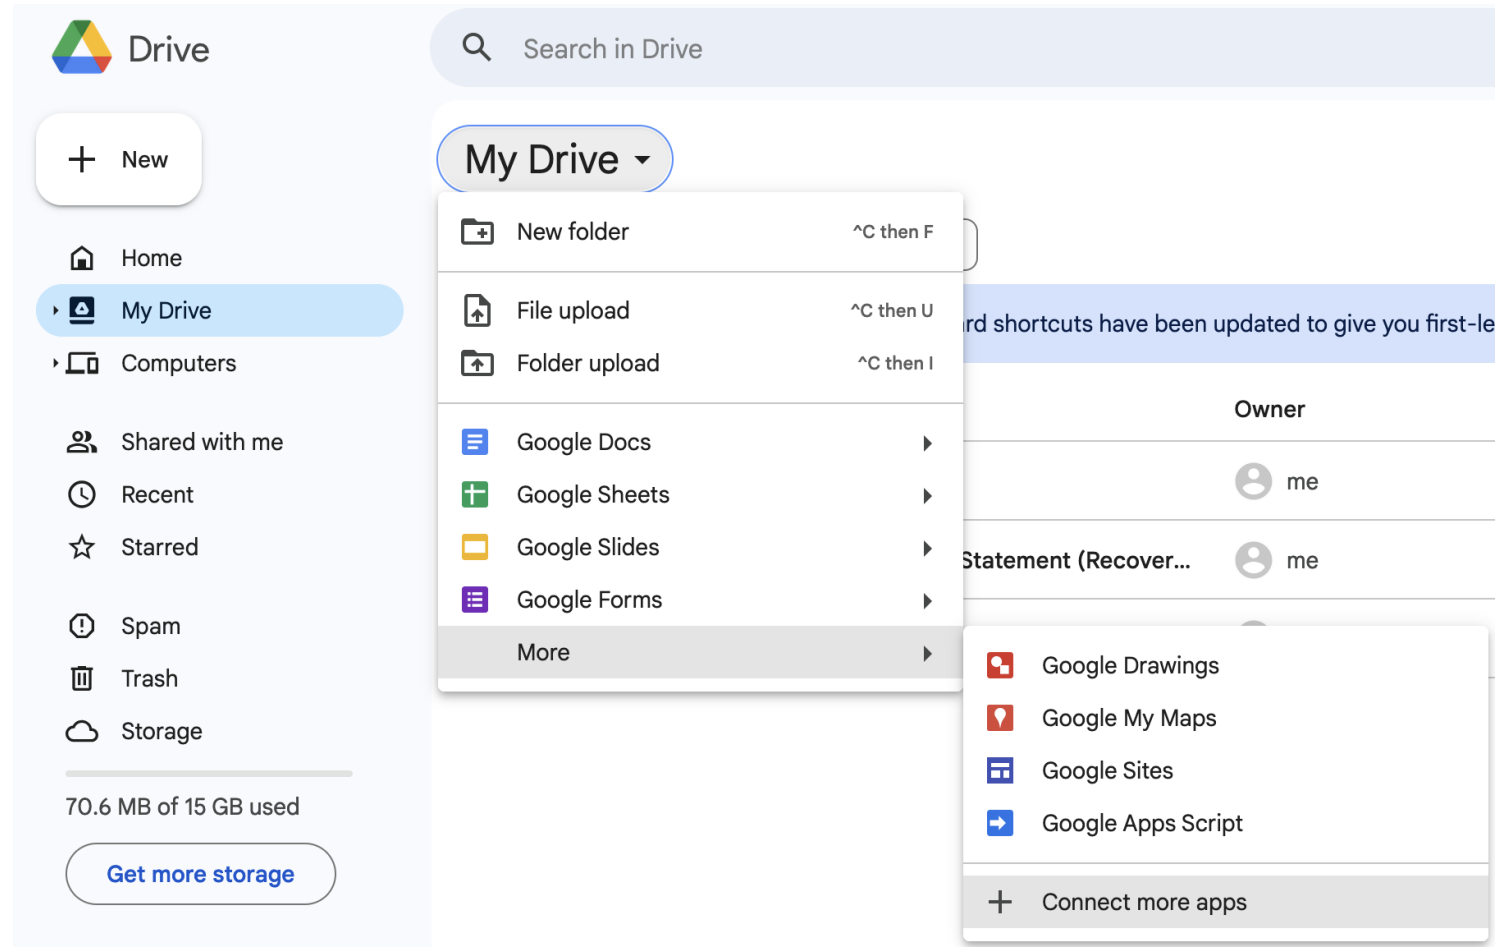 Drive
Search in Drive
New
My Drive
Home
My Drive
Computers
Shared with me
Recent
Starred
Spam
Trash
Storage
70.6 MB of 15 GB used
Get more storage
New folder ^C then F
File upload ^C then U
Folder upload ^C then I
Google Docs
Google Sheets
Google Slides
Google Forms
More
shortcuts have been updated to give you
Owner
me
Statement (Recover... me
Google Drawings
Google My Maps
Google Sites
Google Apps Script
Connect more apps